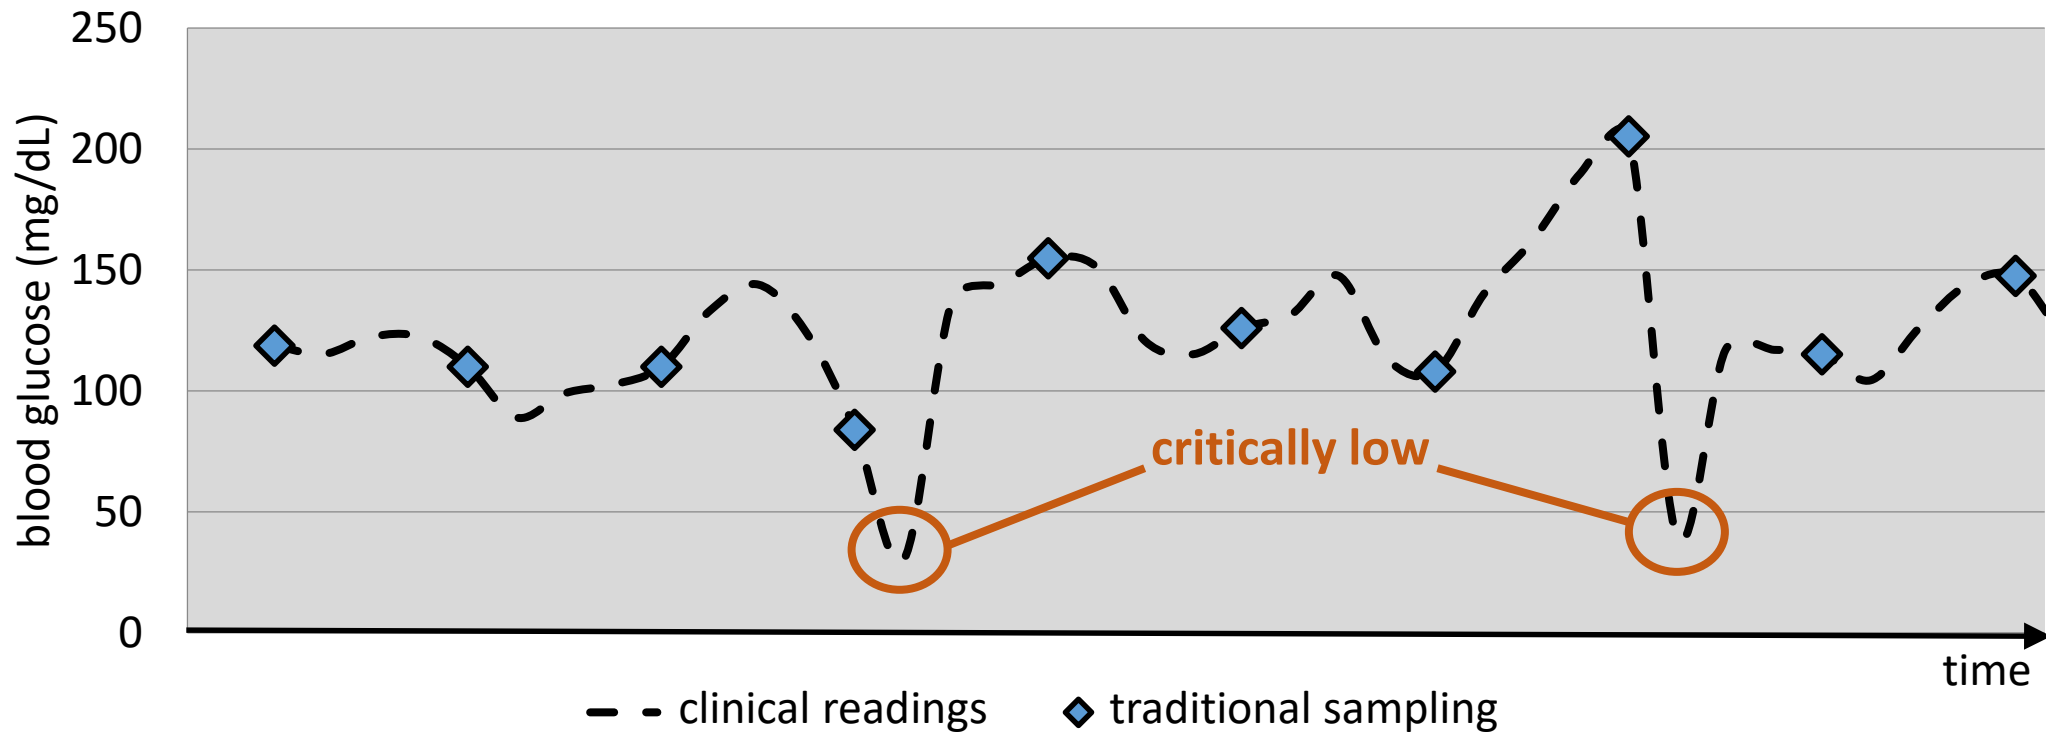 250
200
150
100
50
0
blood glucose (mg/dL)
critically low
time
clinical readings
traditional sampling